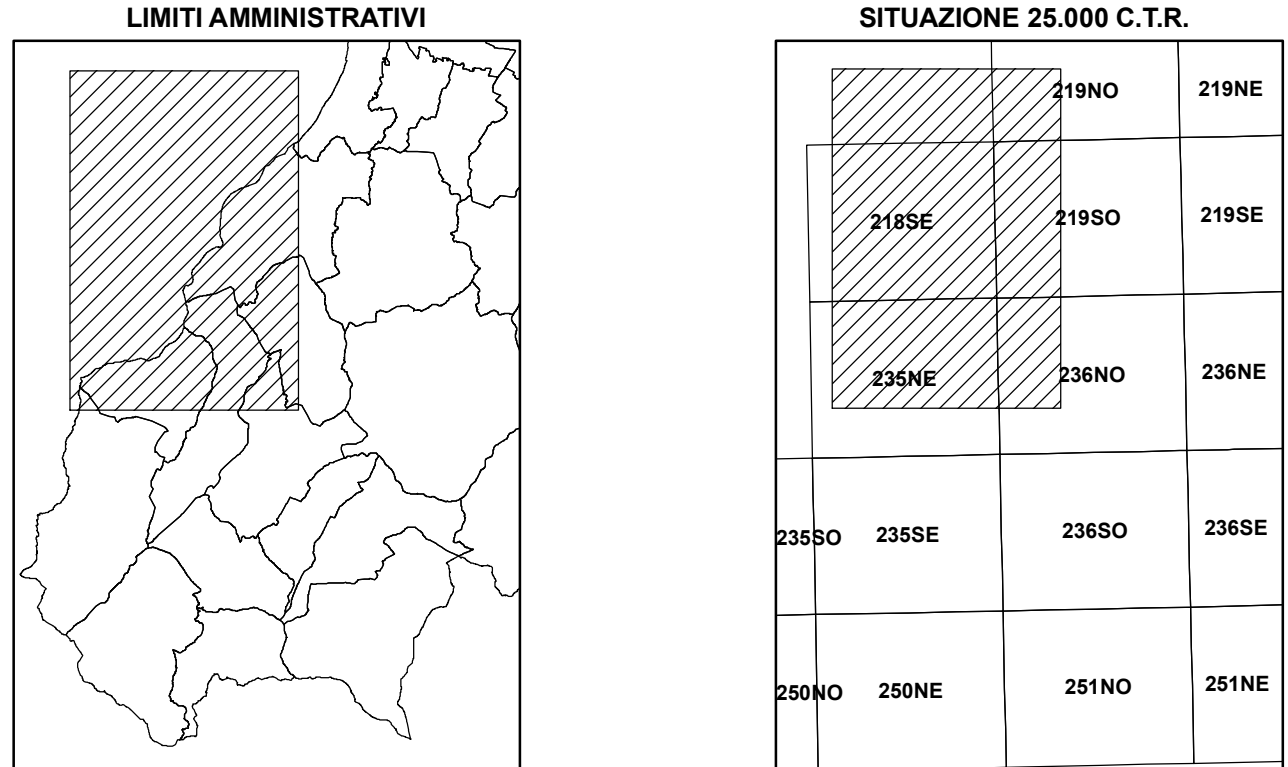 LIMITI AMMINISTRATIVI
SITUAZIONE 25.000 C.T.R.
219NO 219NE
218SE 219SO 219SE
235NE 236NO 236NE
235SO 235SE 236SO 236SE
250NO 250NE 251NO 251NE